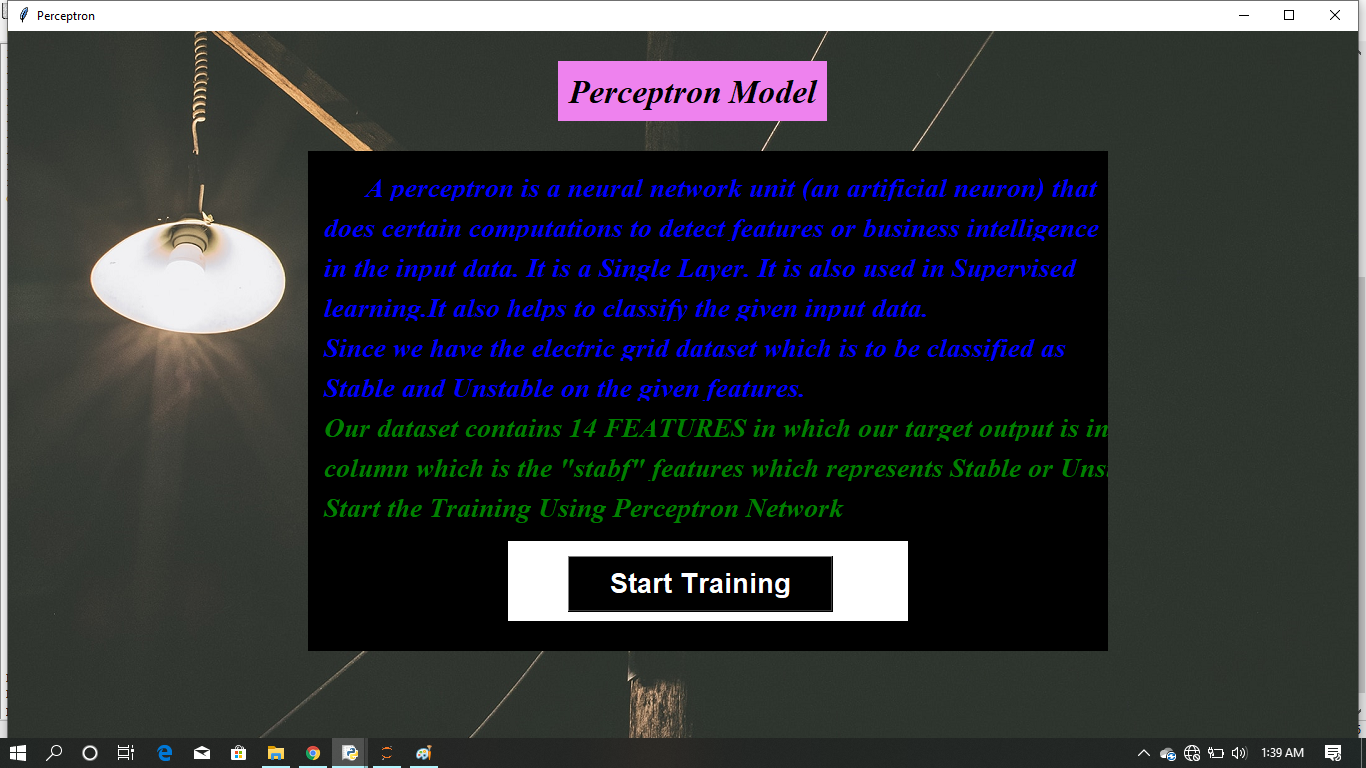 Perceptron
Perceptron Model
A perceptron is a neural network unit (an artificial neuron) that
does certain computations to detect features or business intelligence
in the input data. It is a Single Layer. It is also used in Supervised
learning.It also helps to classify the given input data.
Since we have the electric grid dataset which is to be classified as
Stable and Unstable on the given features.
Our dataset contains 14 FEATURES in which our target output is in
column which is the "stabf" features which represents Stable or
Start the Training Using Perceptron Network
Start Training
1:39 AM